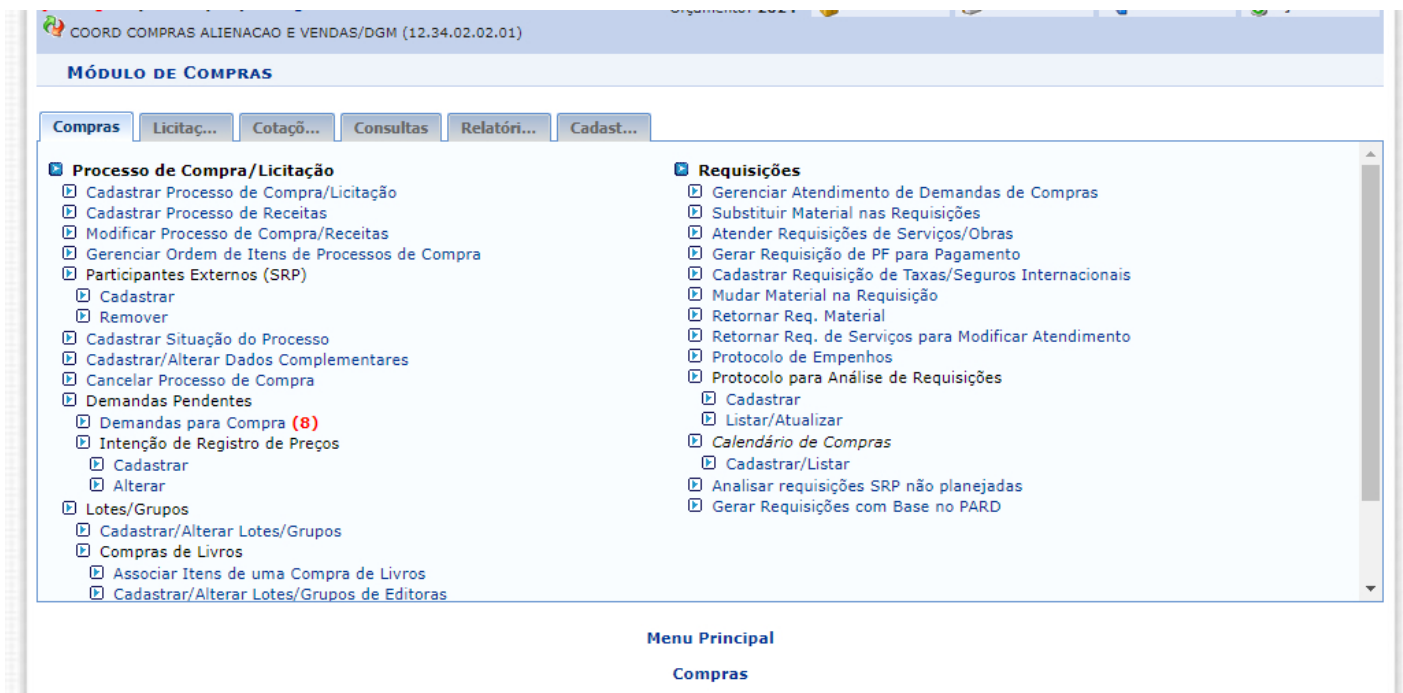 Orçamento: 2024
COORD COMPRAS ALIENACAO E VENDAS/DGM (12.34.02.02.01)
MÓDULO DE COMPRAS
Compras
Licitaç...
Cotaçõ...
Consultas
Relatóri...
Cadast...
Processo de Compra/Licitação
Cadastrar Processo de Compra/Licitação
Cadastrar Processo de Receitas
Modificar Processo de Compra/Receitas
Gerenciar Ordem de Itens de Processos de Compra
Participantes Externos (SRP)
Cadastrar
Remover
Cadastrar Situação do Processo
Cadastrar/Alterar Dados Complementares
Cancelar Processo de Compra
Demandas Pendentes
Demandas para Compra (8)
Intenção de Registro de Preços
Cadastrar
Alterar
Lotes/Grupos
Cadastrar/Alterar Lotes/Grupos
Compras de Livros
Associar Itens de uma Compra de Livros
Cadastrar/Alterar Lotes/Grupos de Editoras
Requisições
Gerenciar Atendimento de Demandas de Compras
Substituir Material nas Requisições
Atender Requisições de Serviços/Obras
Gerar Requisição de PF para Pagamento
Cadastrar Requisição de Taxas/Seguros Internacionais
Mudar Material na Requisição
Retornar Req. Material
Retornar Req. de Serviços para Modificar Atendimento
Protocolo de Empenhos
Protocolo para Análise de Requisições
Cadastrar
Listar/Atualizar
Calendário de Compras
Cadastrar/Listar
Analisar requisições SRP não planejadas
Gerar Requisições com Base no PARD
Menu Principal
Compras